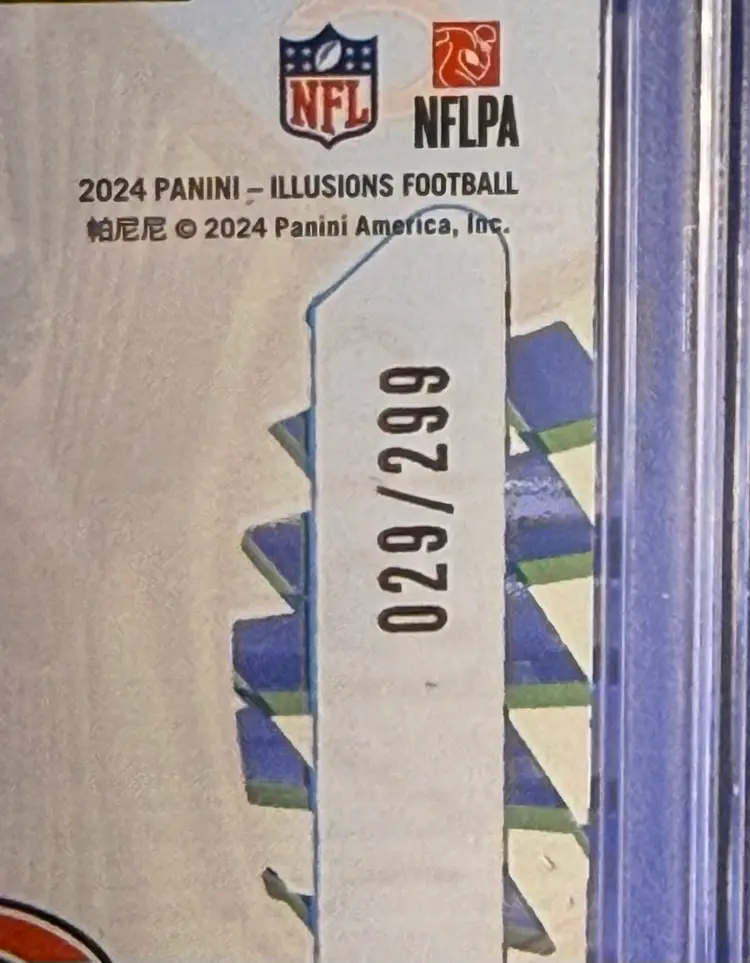 NFL
NFLPA
2024 PANINI – ILLUSIONS FOOTBALL
帕尼尼 © 2024 Panini America, Inc.
029/299